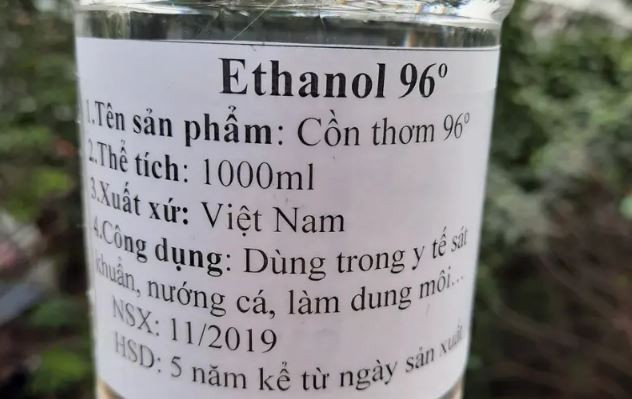 Ethanol 96°
1.Tên sản phẩm: Cồn thơm 96°
2.Thể tích: 1000ml
3.Xuất xứ: Việt Nam
4.Công dụng: Dùng trong y tế sát
khuẩn, nướng cá, làm dung môi...
NSX: 11/2019
HSD: 5 năm kể từ ngày sản xuất